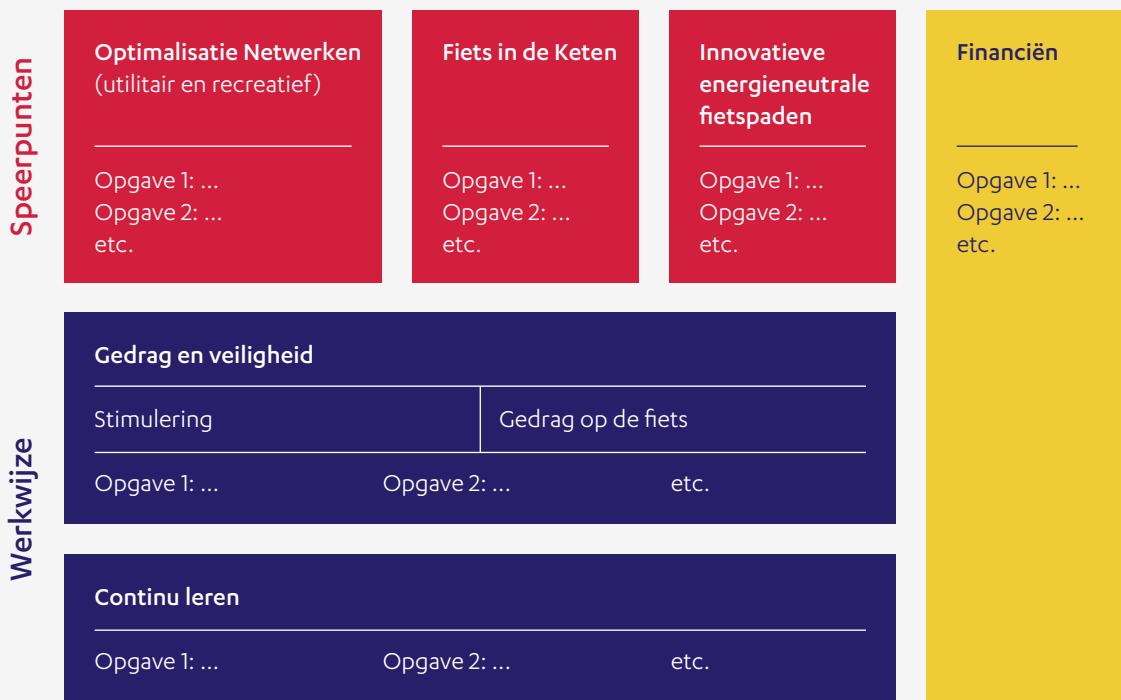 Speerpunten
Optimalisatie Netwerken
(utilitair en recreatief)
Opgave 1: ...
Opgave 2: ...
etc.
Fiets in de Keten
Opgave 1: ...
Opgave 2: ...
etc.
Innovatieve
energieneutrale
fietspaden
Opgave 1: ...
Opgave 2: ...
etc.
Financiën
Opgave 1: ...
Opgave 2: ...
etc.
Werkwijze
Gedrag en veiligheid
Stimulering
Gedrag op de fiets
Opgave 1: ...
Opgave 2: ...
etc.
Continu leren
Opgave 1: ...
Opgave 2: ...
etc.